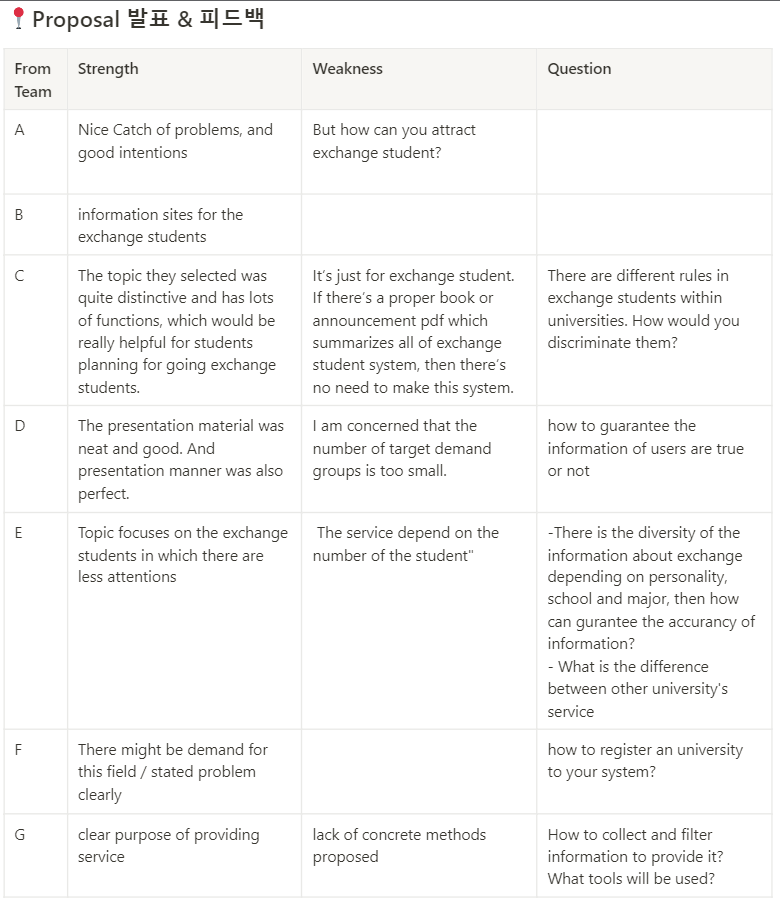 Proposal 발표 & 피드백
From Team
Strength
Weakness
Question
A
Nice Catch of problems, and
good intentions
But how can you attract
exchange student?
B
information sites for the
exchange students
C
The topic they selected was
quite distinctive and has lots
of functions, which would be
really helpful for students
planning for going exchange
students.
It's just for exchange student.
If there's a proper book or
announcement pdf which
summarizes all of exchange
student system, then there's
no need to make this system.
There are different rules in
exchange students within
universities. How would you
discriminate them?
D
The presentation material was
neat and good. And
presentation manner was also
perfect.
I am concerned that the
number of target demand
groups is too small.
how to guarantee the
information of users are true
or not
E
Topic focuses on the exchange
students in which there are
less attentions
The service depend on the
number of the student"
-There is the diversity of the
information about exchange
depending on personality,
school and major, then how
can gurantee the accurancy of
information?
- What is the difference
between other university's
service
F
There might be demand for
this field / stated problem
clearly
how to register an university
to your system?
G
clear purpose of providing
service
lack of concrete methods
proposed
How to collect and filter
information to provide it?
What tools will be used?